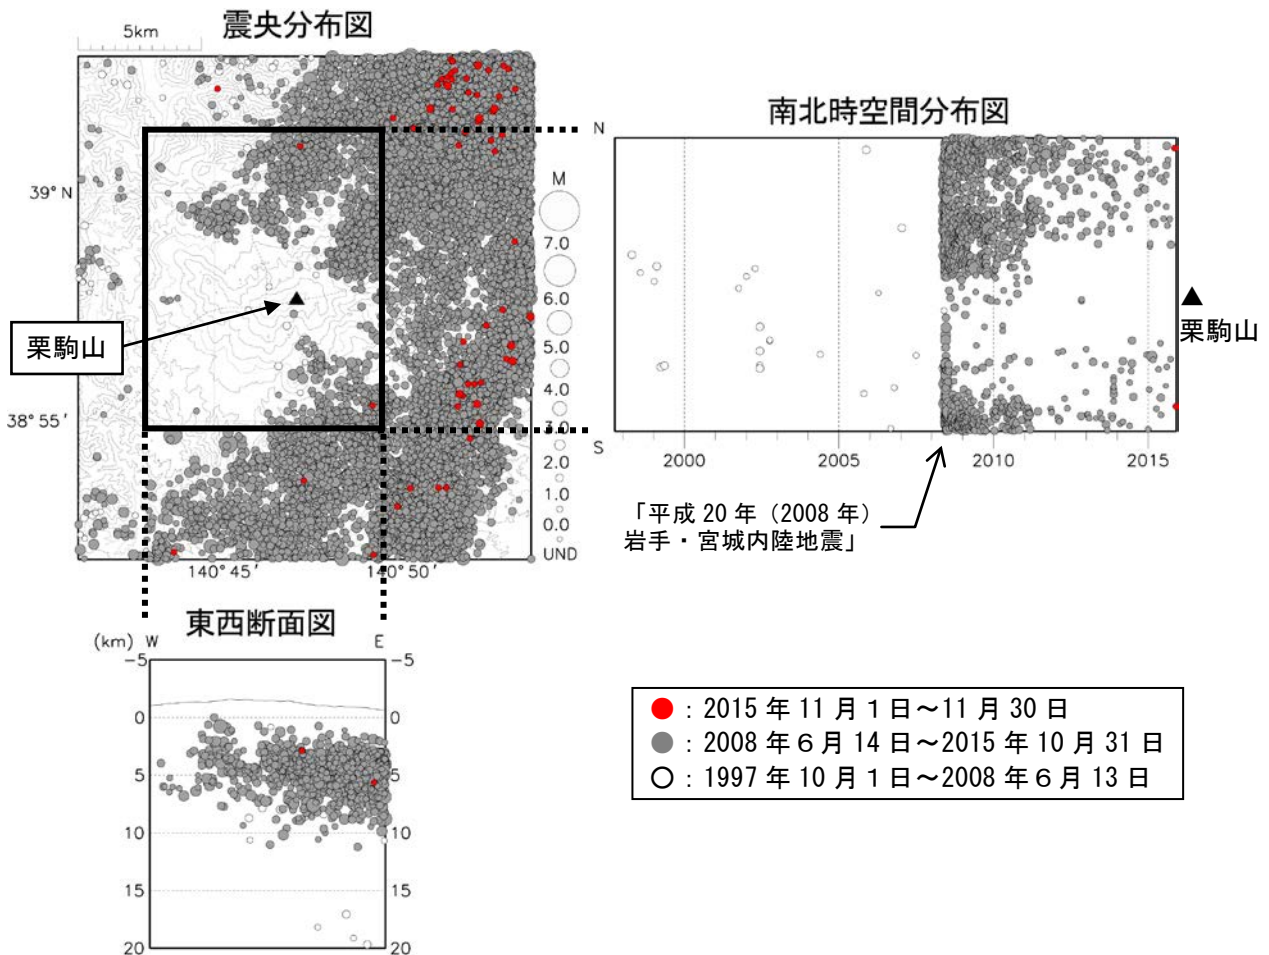 震央分布図
5km
39°N
38°55′
140°45′
140°50′
栗駒山
N
S
M
7.0
6.0
5.0
4.0
3.0
2.0
1.0
0.0
UND
南北時空間分布図
2000
2005
2010
2015
栗駒山
「平成 20 年（2008 年）
岩手・宮城内陸地震」
東西断面図
(km) W
E
-5
-5
0
0
5
5
10
10
15
15
20
20
：2015 年 11 月 1 日～11 月 30 日
：2008 年 6 月 14 日～2015 年 10 月 31 日
：1997 年 10 月 1 日～2008 年 6 月 13 日